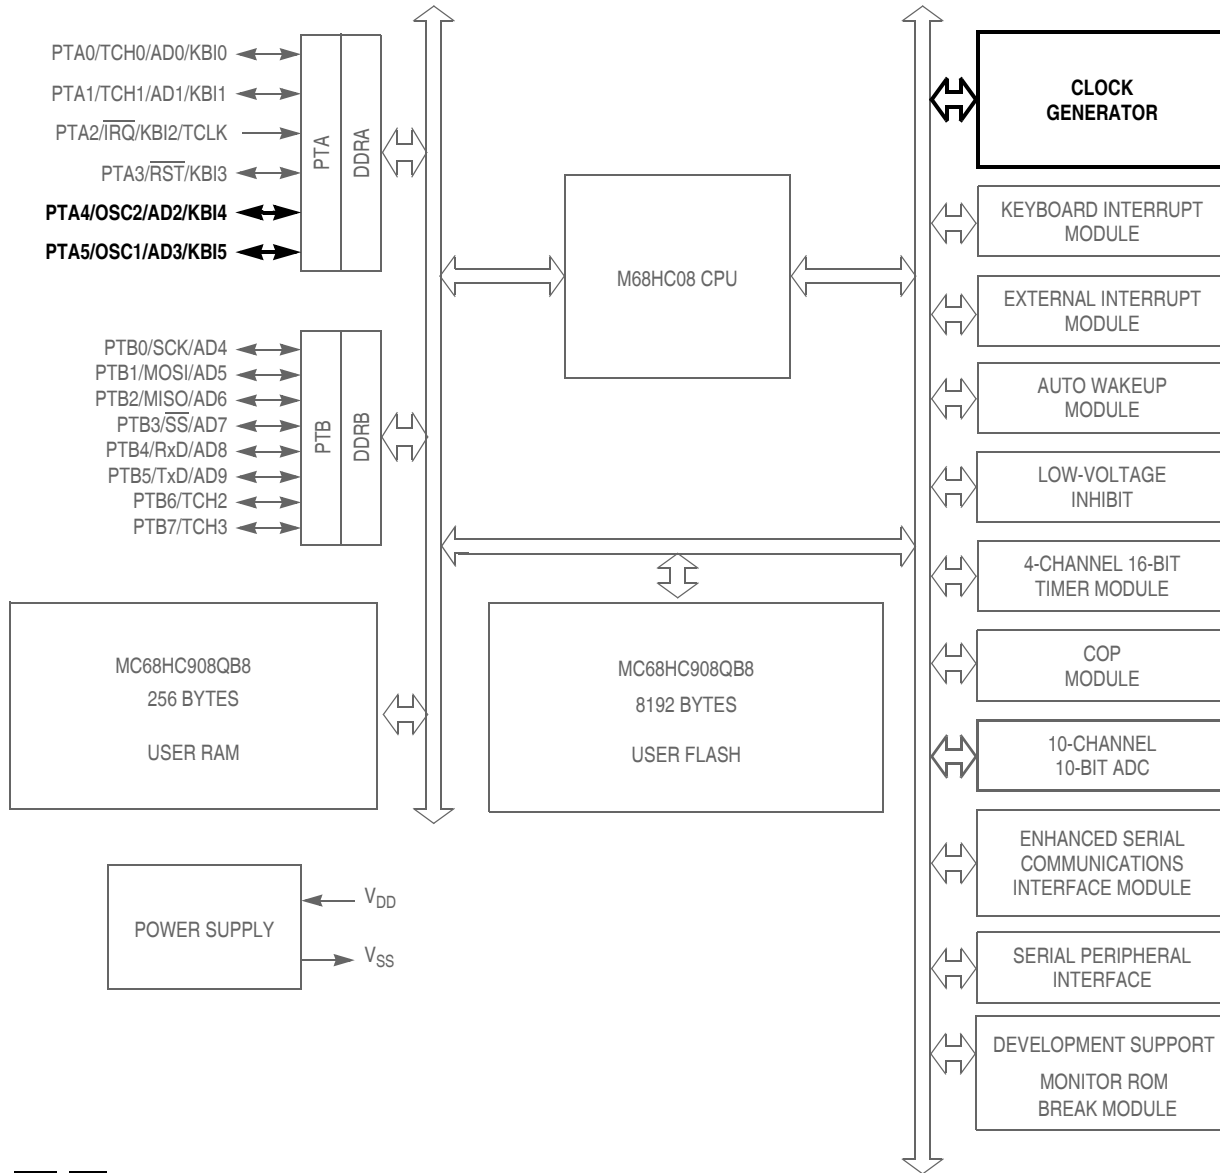 PTA0/TCH0/AD0/KBI0
PTA1/TCH1/AD1/KBI1
PTA2/IRQ/KBI2/TCLK
PTA3/RST/KBI3
PTA4/OSC2/AD2/KBI4
PTA5/OSC1/AD3/KBI5
PTA
DDRA
PTB0/SCK/AD4
PTB1/MOSI/AD5
PTB2/MISO/AD6
PTB3/SS/AD7
PTB4/RxD/AD8
PTB5/TxD/AD9
PTB6/TCH2
PTB7/TCH3
PTB
DDRB
M68HC08 CPU
MC68HC908QB8
256 BYTES
USER RAM
MC68HC908QB8
8192 BYTES
USER FLASH
POWER SUPPLY
VDD
VSS
CLOCK
GENERATOR
KEYBOARD INTERRUPT
MODULE
EXTERNAL INTERRUPT
MODULE
AUTO WAKEUP
MODULE
LOW-VOLTAGE
INHIBIT
4-CHANNEL 16-BIT
TIMER MODULE
COP
MODULE
10-CHANNEL
10-BIT ADC
ENHANCED SERIAL
COMMUNICATIONS
INTERFACE MODULE
SERIAL PERIPHERAL
INTERFACE
DEVELOPMENT SUPPORT
MONITOR ROM
BREAK MODULE